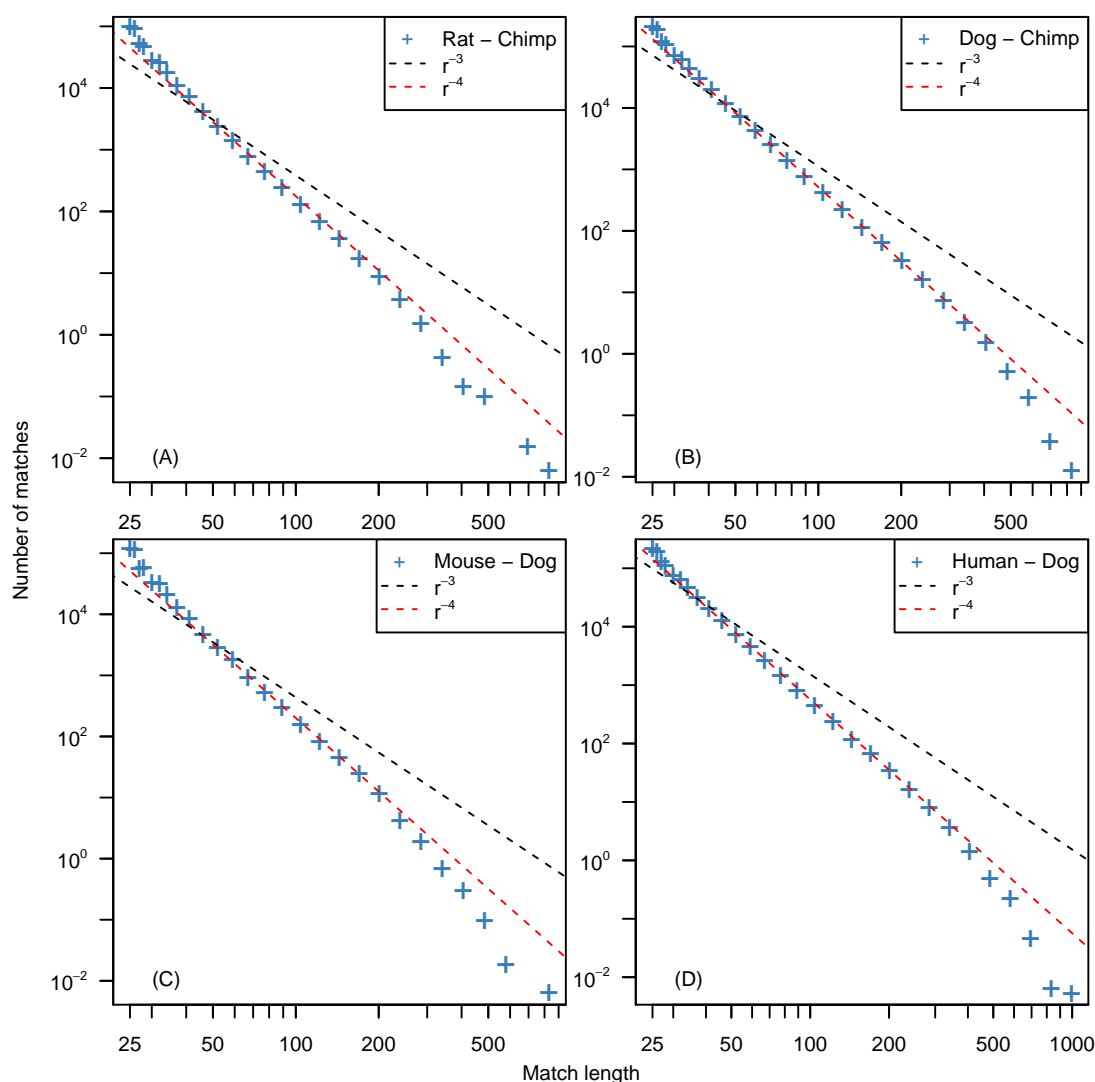 Number of matches
Rat − Chimp
r−3
r−4
10^4
10^2
10^0
10^−2
(A)
25 50 100 200 500
Dog − Chimp
r−3
r−4
10^4
10^2
10^0
10^−2
(B)
25 50 100 200 500
Mouse − Dog
r−3
r−4
10^4
10^2
10^0
10^−2
(C)
25 50 100 200 500
Human − Dog
r−3
r−4
10^4
10^2
10^0
10^−2
(D)
25 50 100 200 500 1000
Match length